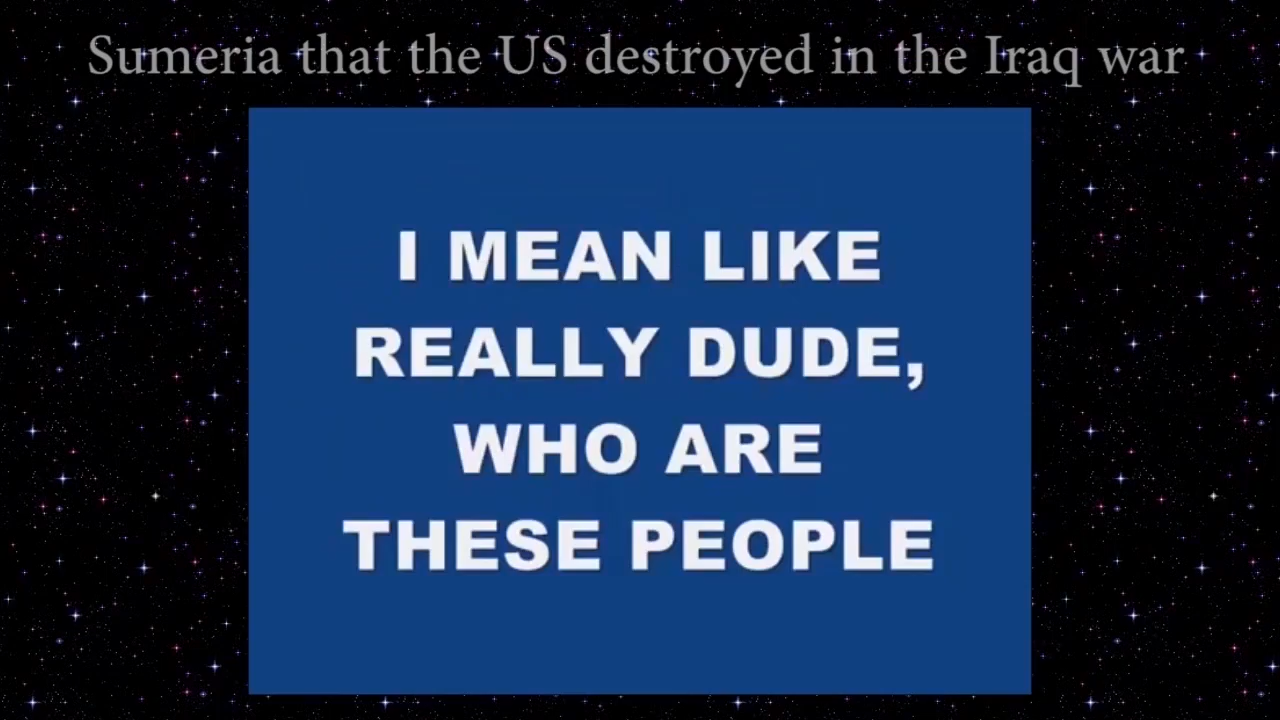 Sumeria that the US destroyed in the Iraq war
I MEAN LIKE
REALLY DUDE,
WHO ARE
THESE PEOPLE